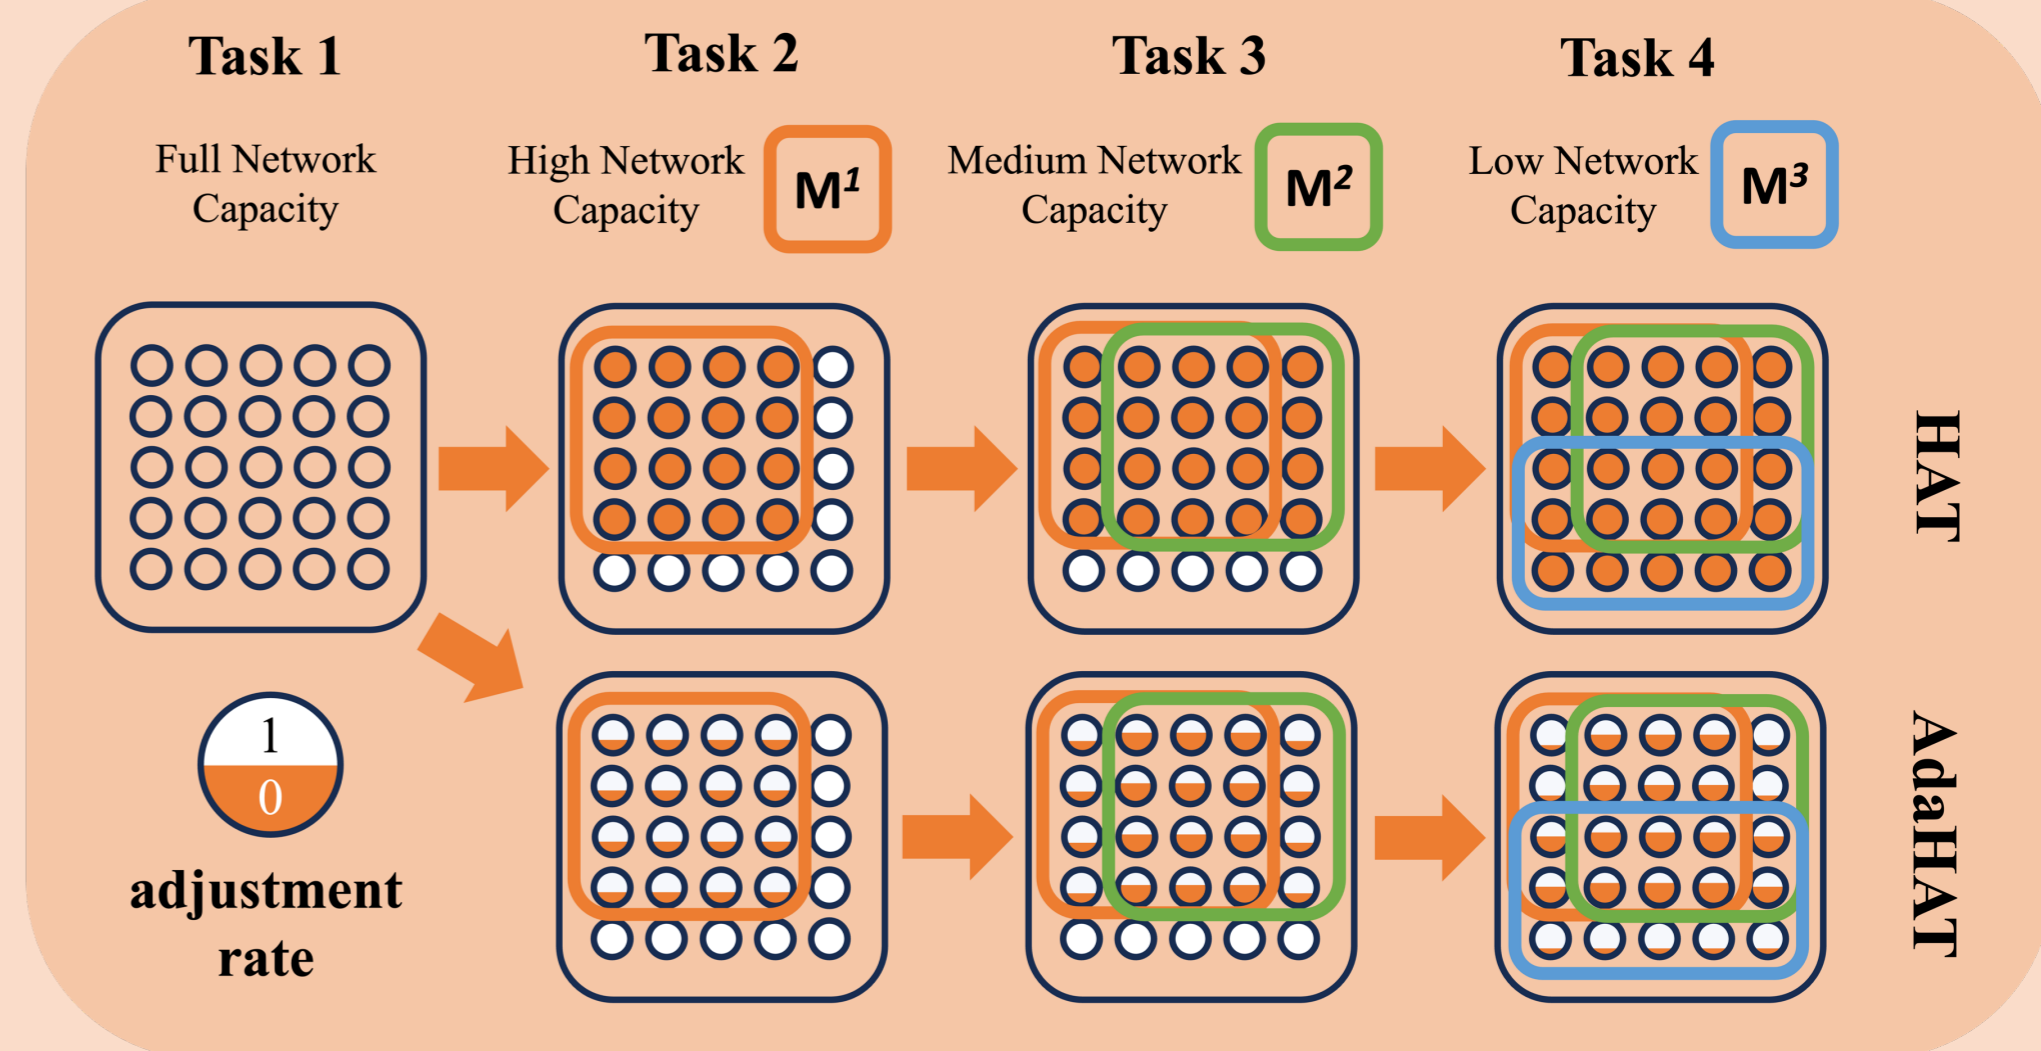 Task 1
Full Network
Capacity
Task 2
High Network
Capacity
M¹
Task 3
Medium Network
Capacity
M²
Task 4
Low Network
Capacity
M³
HAT
1
0
adjustment
rate
AdaHAT